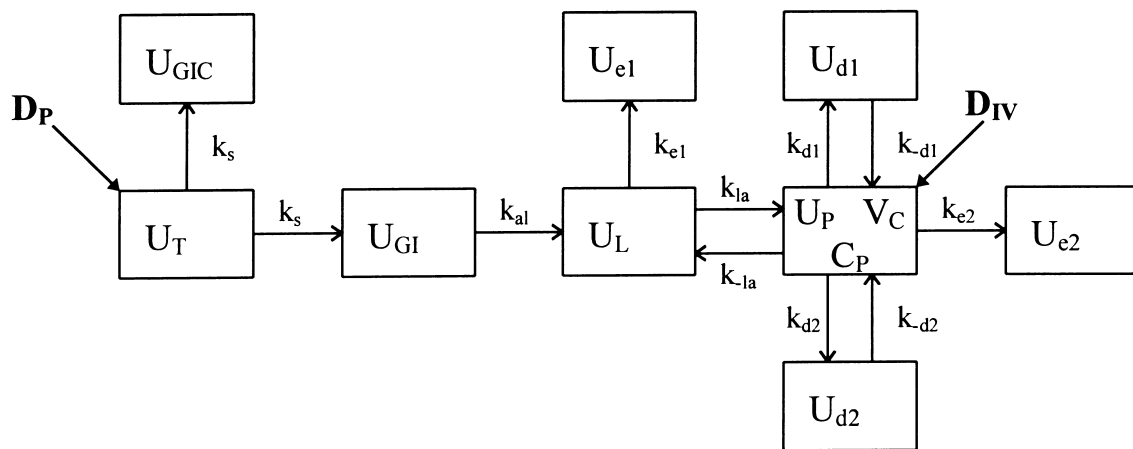 U_GIC
U_e1
U_d1
D_P
D_IV
k_s
k_e1
k_d1
k_-d1
U_T
k_s
U_GI
k_al
U_L
k_la
k_-la
U_P V_C
C_P
k_e2
U_e2
k_d2
k_-d2
U_d2